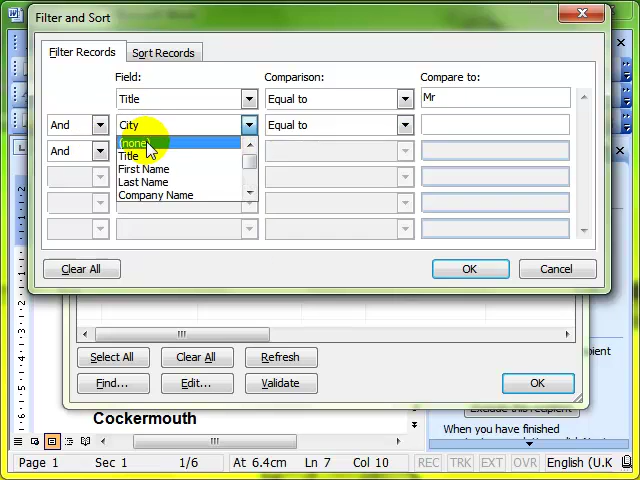 Filter and Sort
Filter Records
Sort Records
Field:
Comparison:
Compare to:
Title
Equal to
Mr
And
City
Equal to
And
(none)
Title
First Name
Last Name
Company Name
Clear All
OK
Cancel
Select All
Clear All
Refresh
Find...
Edit...
Validate
OK
Cockermouth
Exclude this recipient
When you have finished
Page 1
Sec 1
1/6
At 6.4cm
Ln 7
Col 10
REC
TRK
EXT
OVR
English (U.K